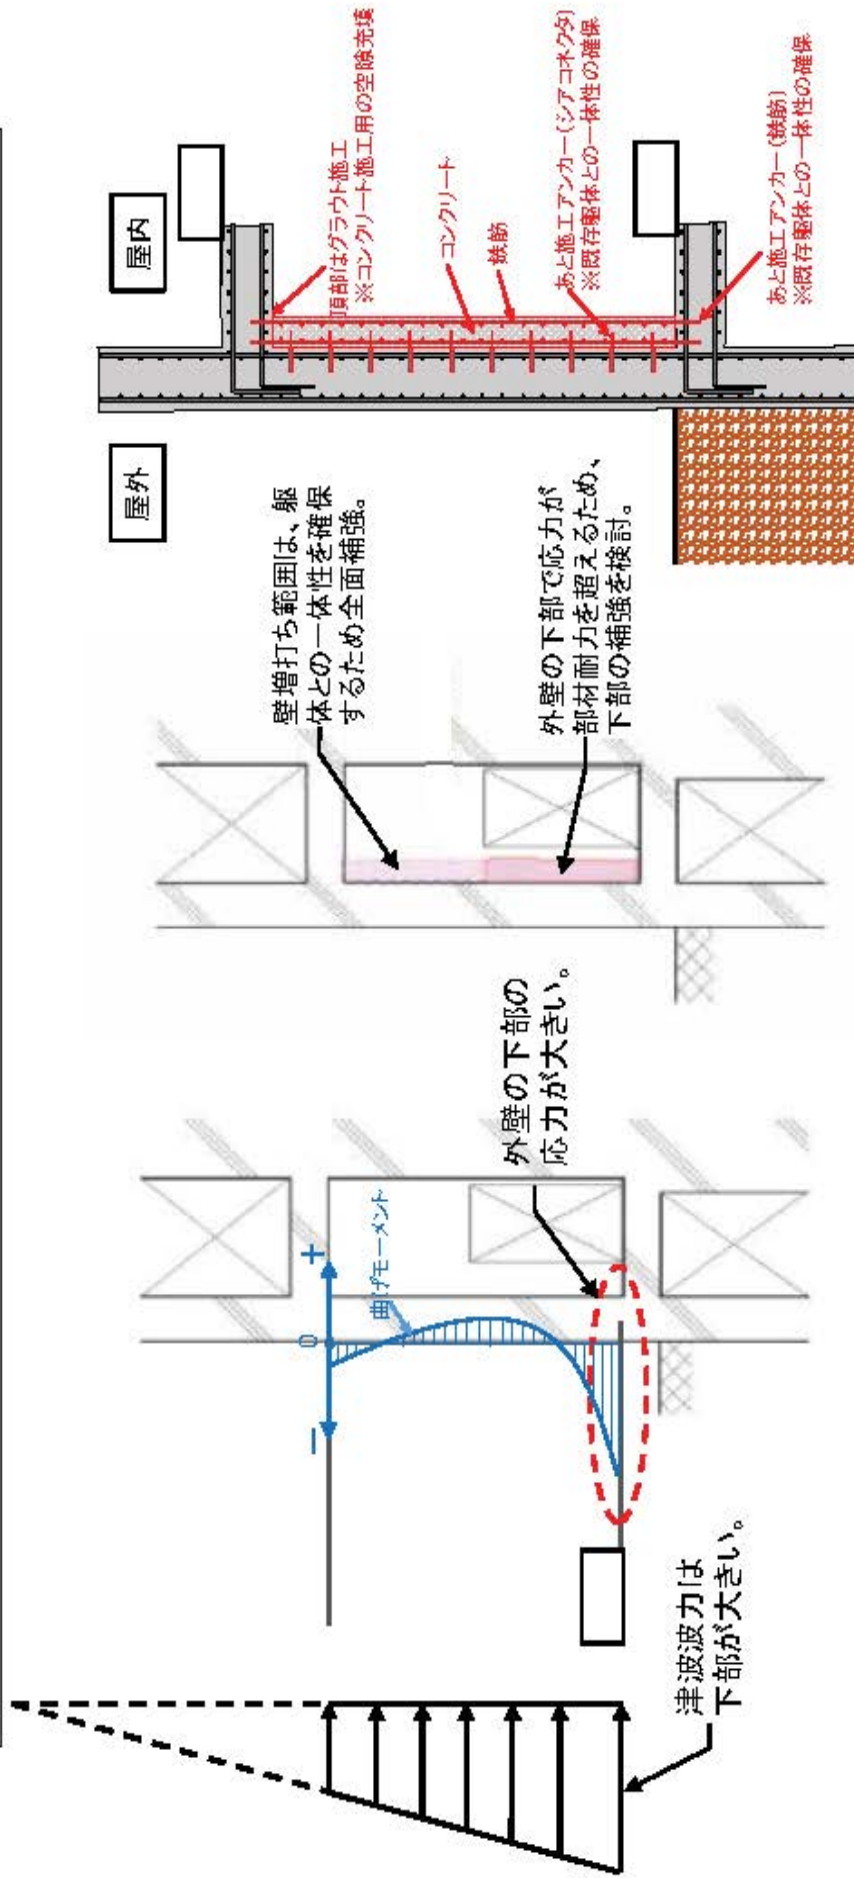 津波波力は
下部が大きい。
－
0
＋
曲げモーメント
外壁の下部の
応力が大きい。
壁増打ち範囲は、躯
体との一体性を確保
するため全面補強。
外壁の下部で応力が
部材耐力を超えるため、
下部の補強を検討。
屋外
屋内
頂部はグラウト施工
※コンクリート施工用の空隙充填
コンクリート
鉄筋
あと施工アンカー(シアコネクタ)
※既存躯体との一体性の確保
あと施工アンカー(鉄筋)
※既存躯体との一体性の確保